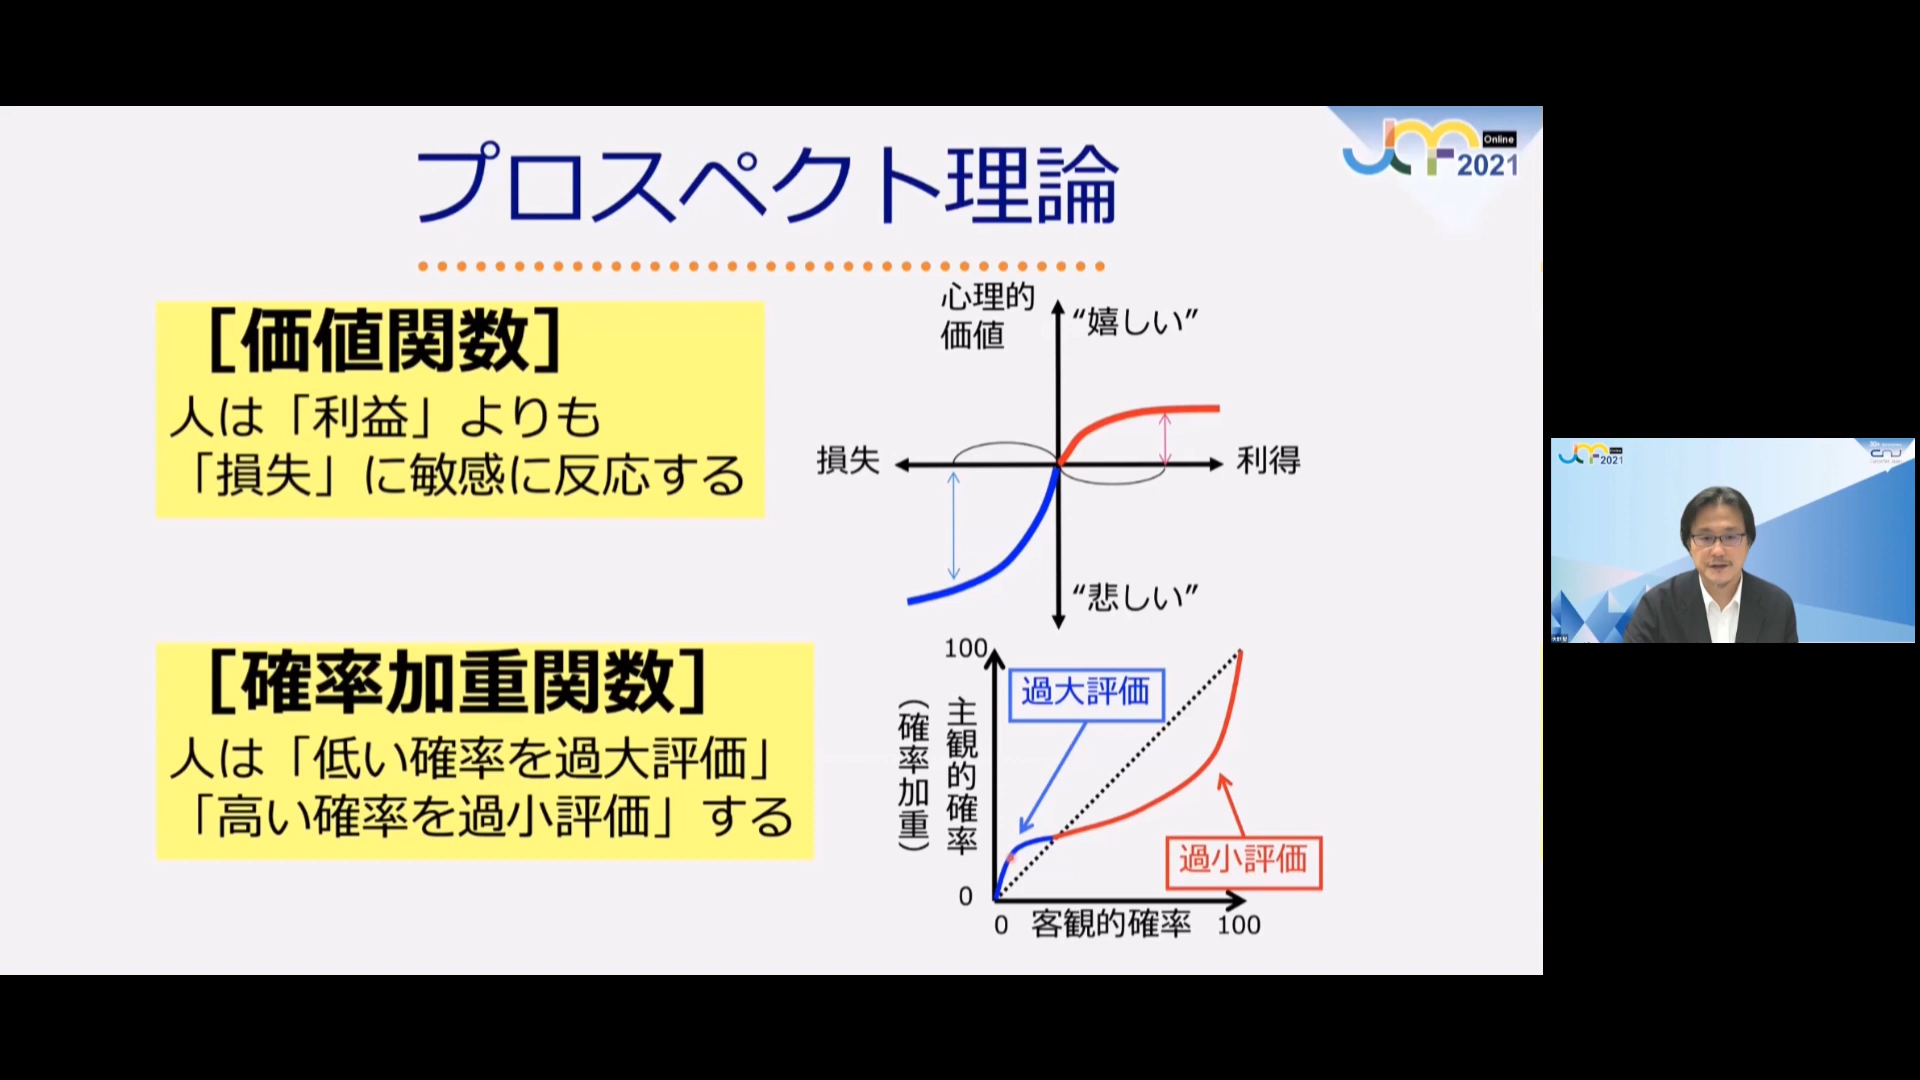 プロスペクト理論
Online
JCAF
2021
［価値関数］
人は「利益」よりも
「損失」に敏感に反応する
心理的
価値
“嬉しい”
損失
利得
“悲しい”
［確率加重関数］
人は「低い確率を過大評価」
「高い確率を過小評価」する
100
過大評価
主観的確率
（確率加重）
過小評価
0
0
客観的確率
100
2021